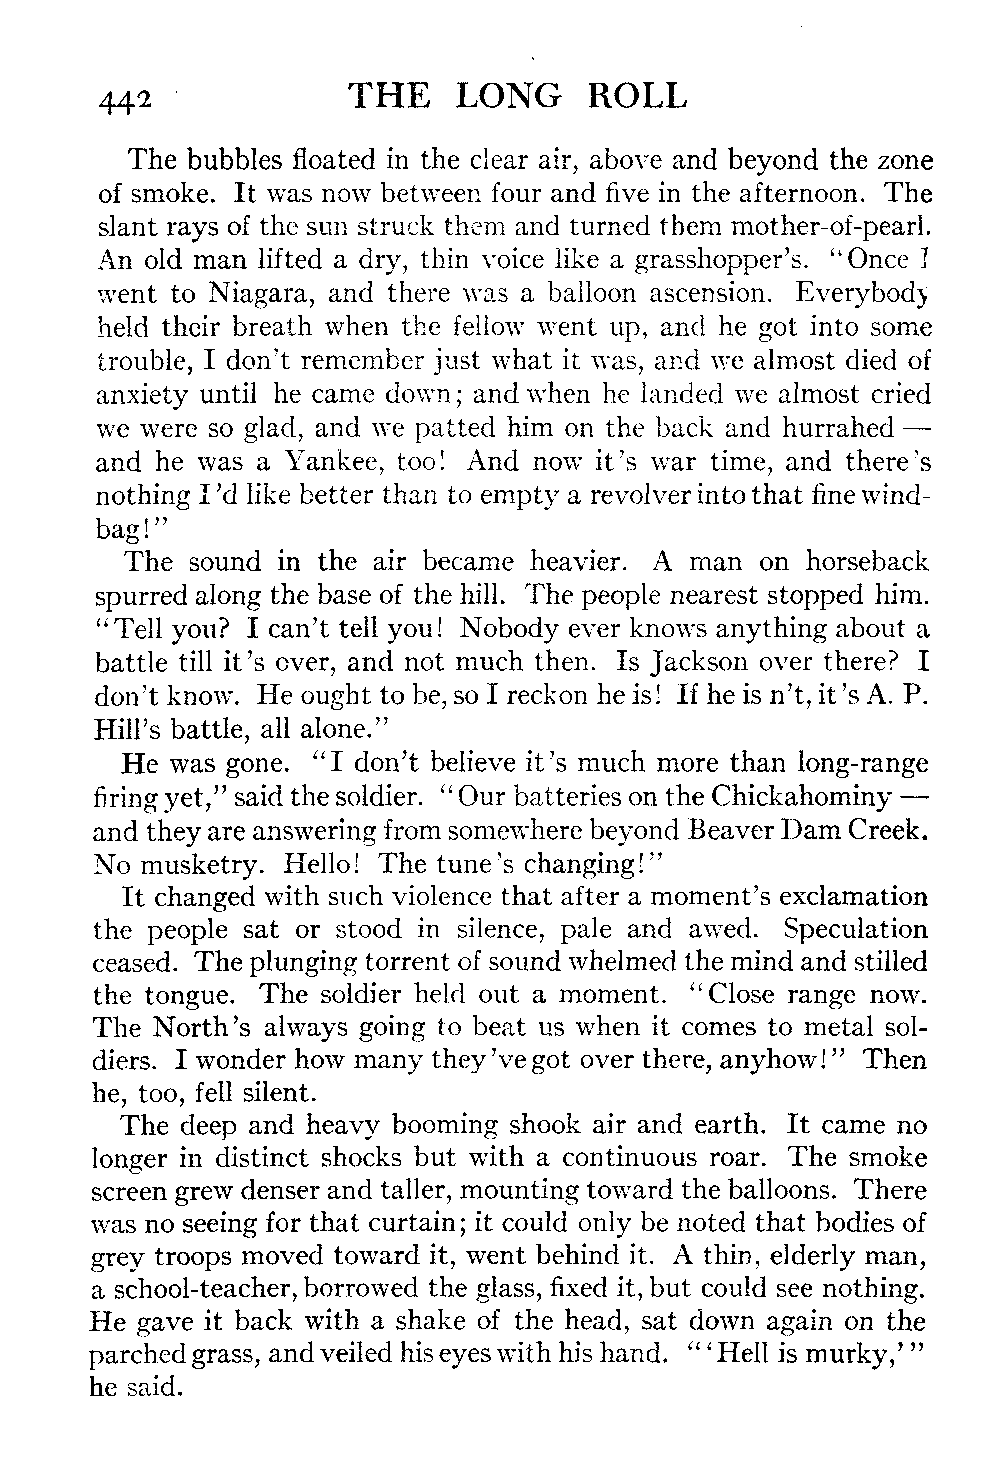 442 THE LONG ROLL
The bubbles floated in the clear air, above and beyond the zone
of smoke. It was now between four and five in the afternoon. The
slant rays of the sun struck them and turned them mother-of-pearl.
An old man lifted a dry, thin voice like a grasshopper's. "Once I
went to Niagara, and there was a balloon ascension. Everybody
held their breath when the fellow went up, and he got into some
trouble, I don't remember just what it was, and we almost died of
anxiety until he came down; and when he landed we almost cried
we were so glad, and we patted him on the back and hurrahed —
and he was a Yankee, too! And now it's war time, and there's
nothing I'd like better than to empty a revolver into that fine wind-
bag!"
The sound in the air became heavier. A man on horseback
spurred along the base of the hill. The people nearest stopped him.
"Tell you? I can't tell you! Nobody ever knows anything about a
battle till it's over, and not much then. Is Jackson over there? I
don't know. He ought to be, so I reckon he is! If he is n't, it's A. P.
Hill's battle, all alone."
He was gone. "I don't believe it's much more than long-range
firing yet," said the soldier. "Our batteries on the Chickahominy —
and they are answering from somewhere beyond Beaver Dam Creek.
No musketry. Hello! The tune's changing!"
It changed with such violence that after a moment's exclamation
the people sat or stood in silence, pale and awed. Speculation
ceased. The plunging torrent of sound whelmed the mind and stilled
the tongue. The soldier held out a moment. "Close range now.
The North's always going to beat us when it comes to metal sol-
diers. I wonder how many they've got over there, anyhow!" Then
he, too, fell silent.
The deep and heavy booming shook air and earth. It came no
longer in distinct shocks but with a continuous roar. The smoke
screen grew denser and taller, mounting toward the balloons. There
was no seeing for that curtain; it could only be noted that bodies of
grey troops moved toward it, went behind it. A thin, elderly man,
a school-teacher, borrowed the glass, fixed it, but could see nothing.
He gave it back with a shake of the head, sat down again on the
parched grass, and veiled his eyes with his hand. "'Hell is murky,'"
he said.